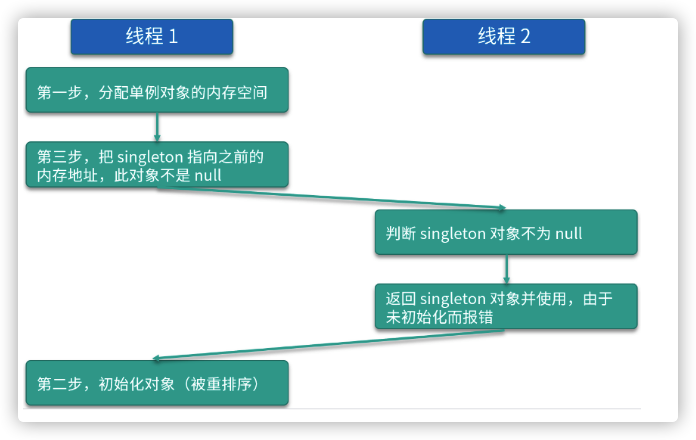 线程 1
线程 2
第一步，分配单例对象的内存空间
第三步，把 singleton 指向之前的
内存地址，此对象不是 null
判断 singleton 对象不为 null
返回 singleton 对象并使用，由于
未初始化而报错
第二步，初始化对象（被重排序）